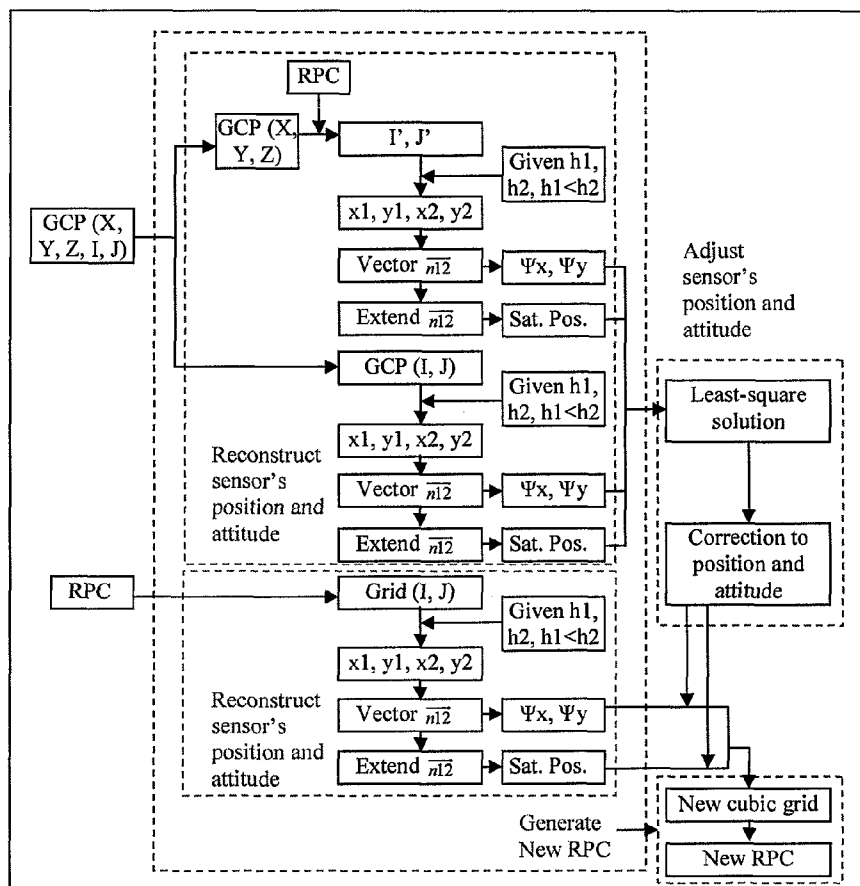 RPC
GCP (X,
Y, Z)
I’, J’
Given h1,
h2, h1<h2
GCP (X,
Y, Z, I, J)
x1, y1, x2, y2
Vector n12
Ψx, Ψy
Adjust
sensor’s
position and
attitude
Extend n12
Sat. Pos.
GCP (I, J)
Given h1,
h2, h1<h2
Least-square
solution
x1, y1, x2, y2
Reconstruct
sensor’s
position and
attitude
Vector n12
Ψx, Ψy
Extend n12
Sat. Pos.
Correction to
position and
attitude
RPC
Grid (I, J)
Given h1,
h2, h1<h2
x1, y1, x2, y2
Reconstruct
sensor’s
position and
attitude
Vector n12
Ψx, Ψy
Extend n12
Sat. Pos.
Generate
New RPC
New cubic grid
New RPC